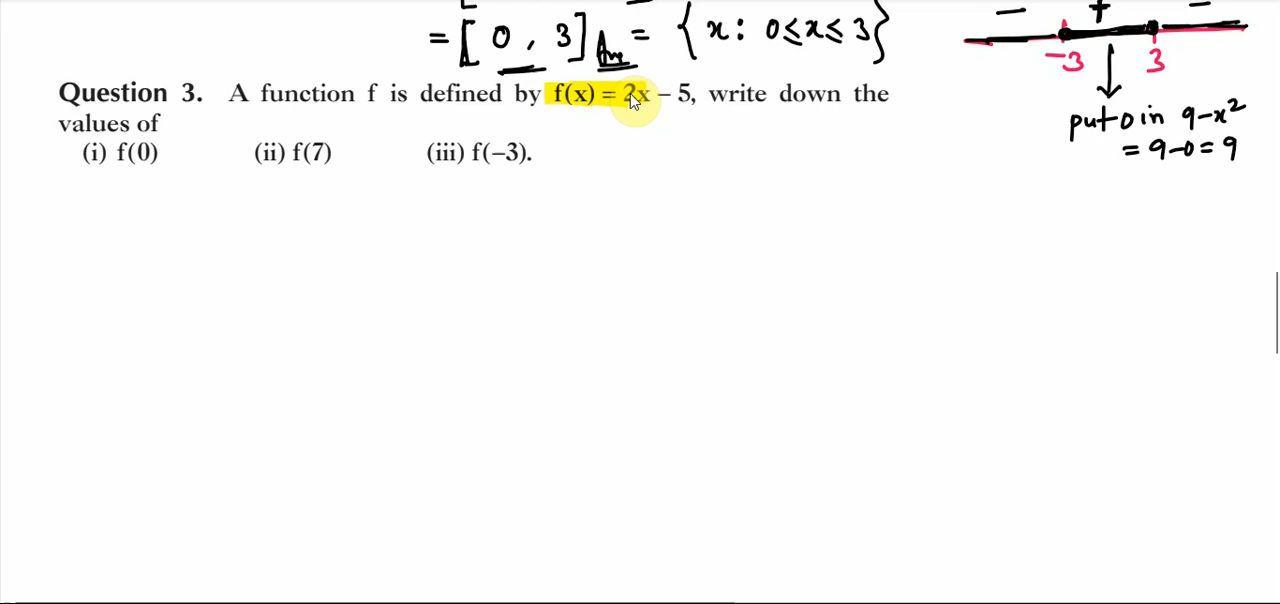 = [0, 3] Ans = {x: 0≤x≤3}
− + −
-3 3
put 0 in 9-x²
= 9-0 = 9
Question 3. A function f is defined by f(x) = 2x – 5, write down the
values of
(i) f(0) (ii) f(7) (iii) f(–3).